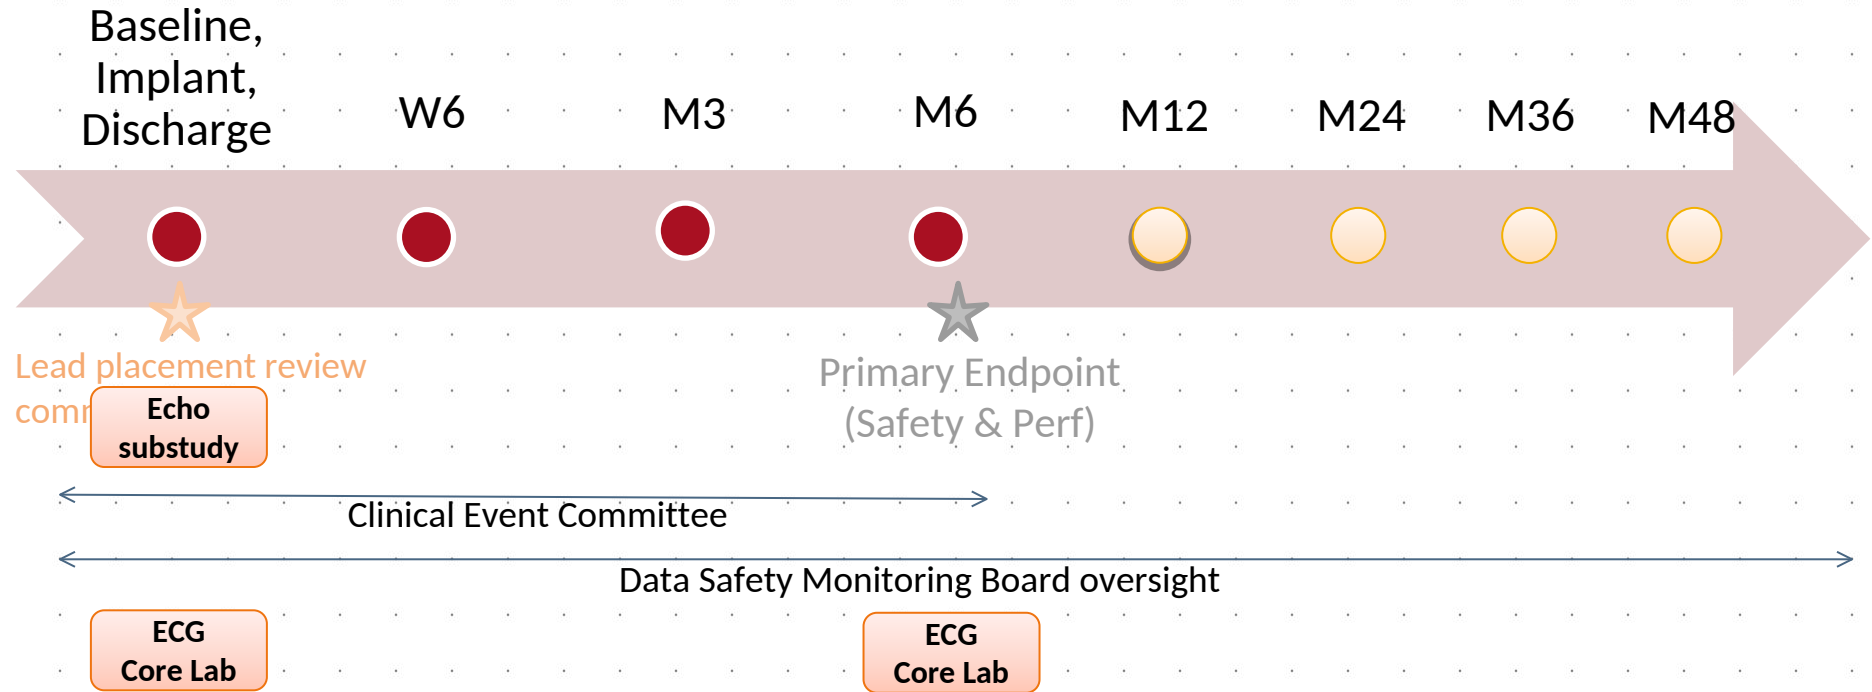 Baseline,
Implant,
Discharge
W6
M3
M6
M12
M24
M36
M48
Lead placement review
Echo
substudy
Primary Endpoint
(Safety & Perf)
Clinical Event Committee
Data Safety Monitoring Board oversight
ECG
Core Lab
ECG
Core Lab